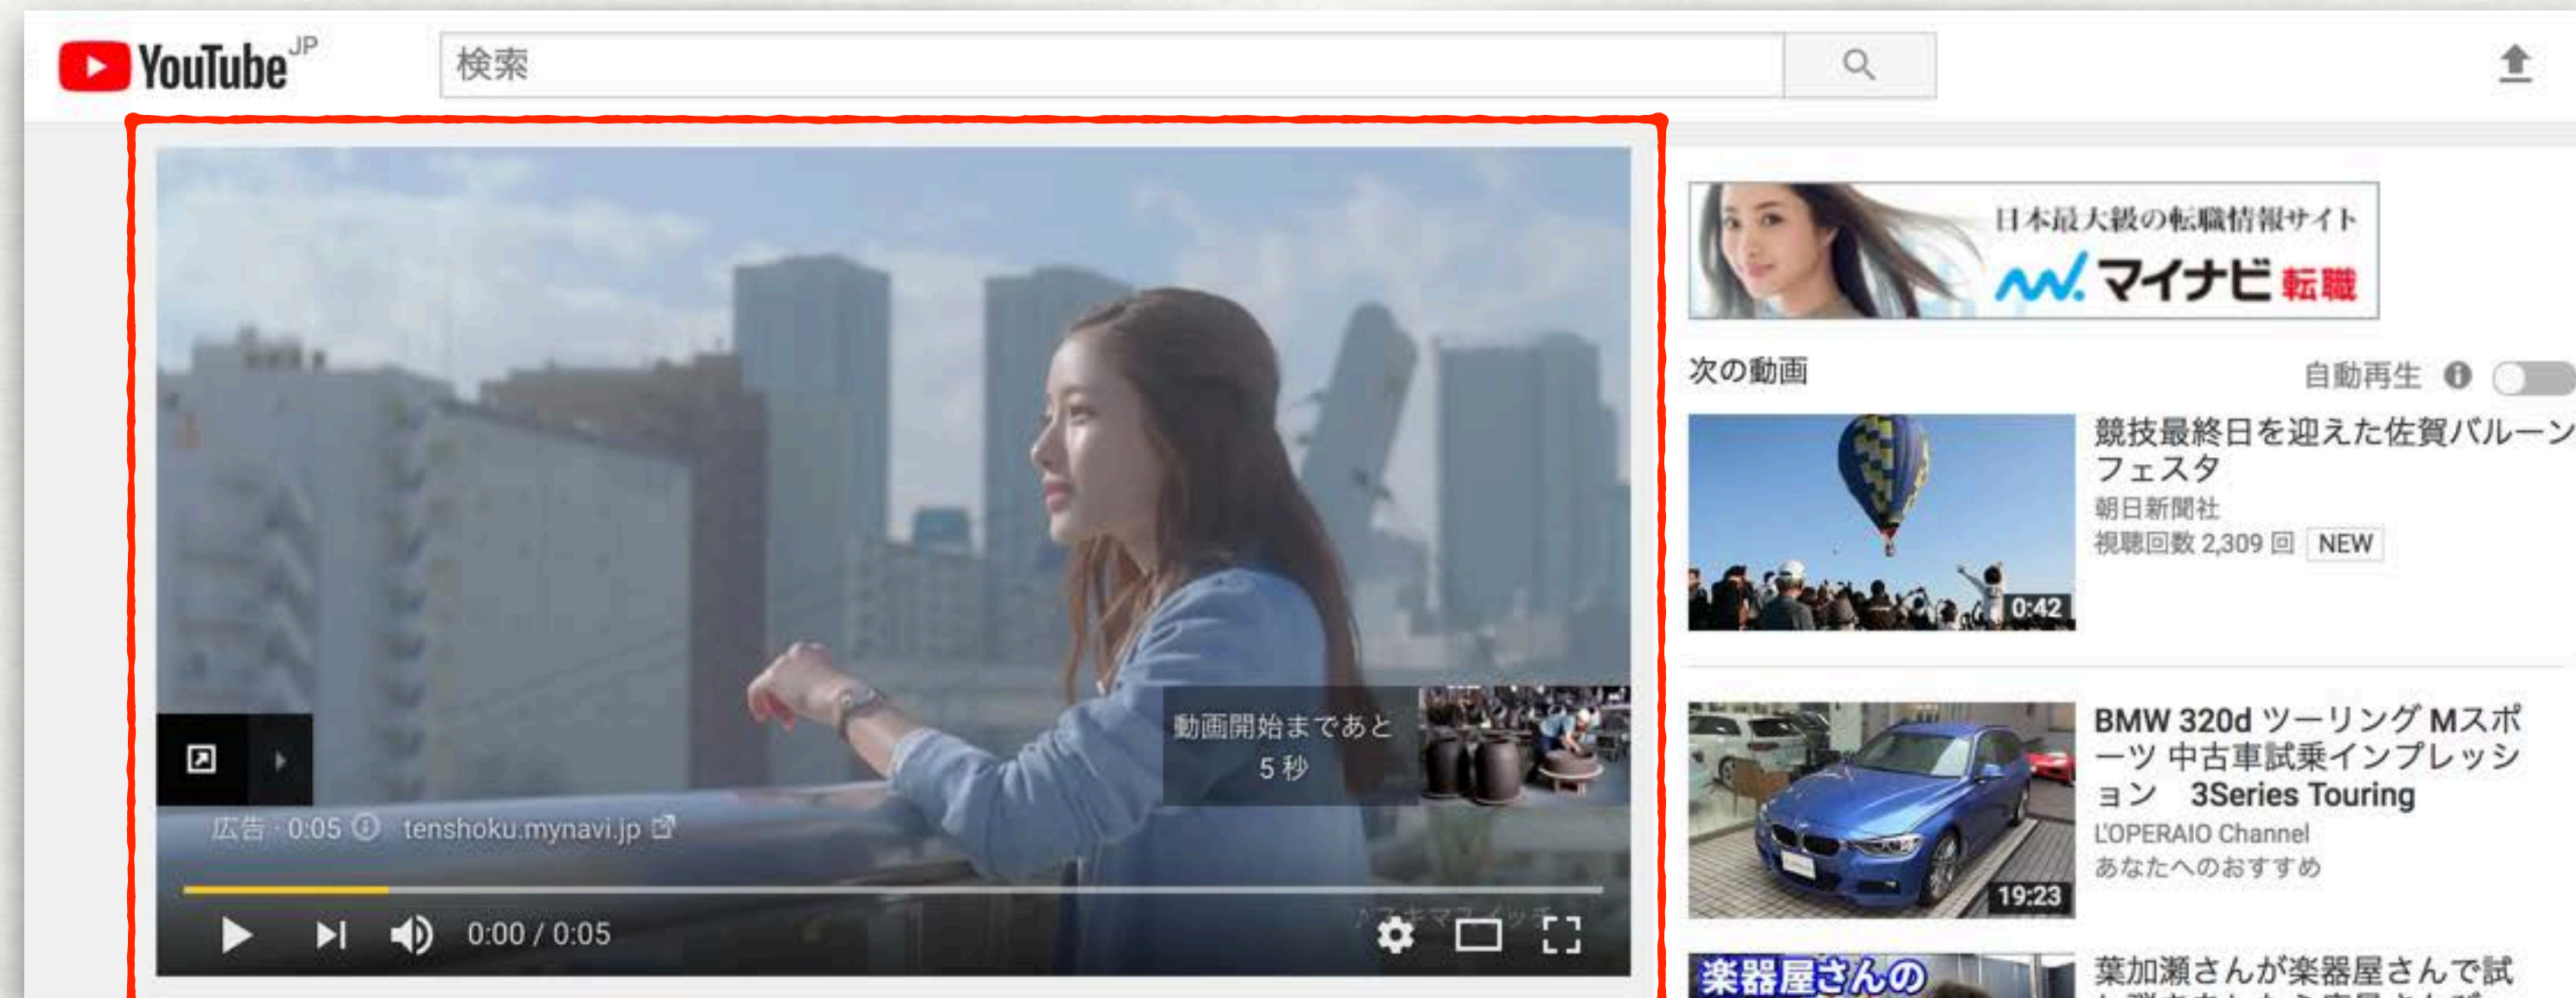 YouTube JP
検索
日本最大級の転職情報サイト
マイナビ転職
次の動画
自動再生
競技最終日を迎えた佐賀バルーン
フェスタ
朝日新聞社
視聴回数 2,309 回 NEW
0:42
BMW 320d ツーリング Mスポ
ーツ 中古車試乗インプレッシ
ョン 3Series Touring
L'OPERAIO Channel
あなたへのおすすめ
19:23
楽器屋さんの
葉加瀬さんが楽器屋さんで試
動画開始まであと
5 秒
広告 · 0:05 tenshoku.mynavi.jp
♪スキマスイッチ
0:00 / 0:05